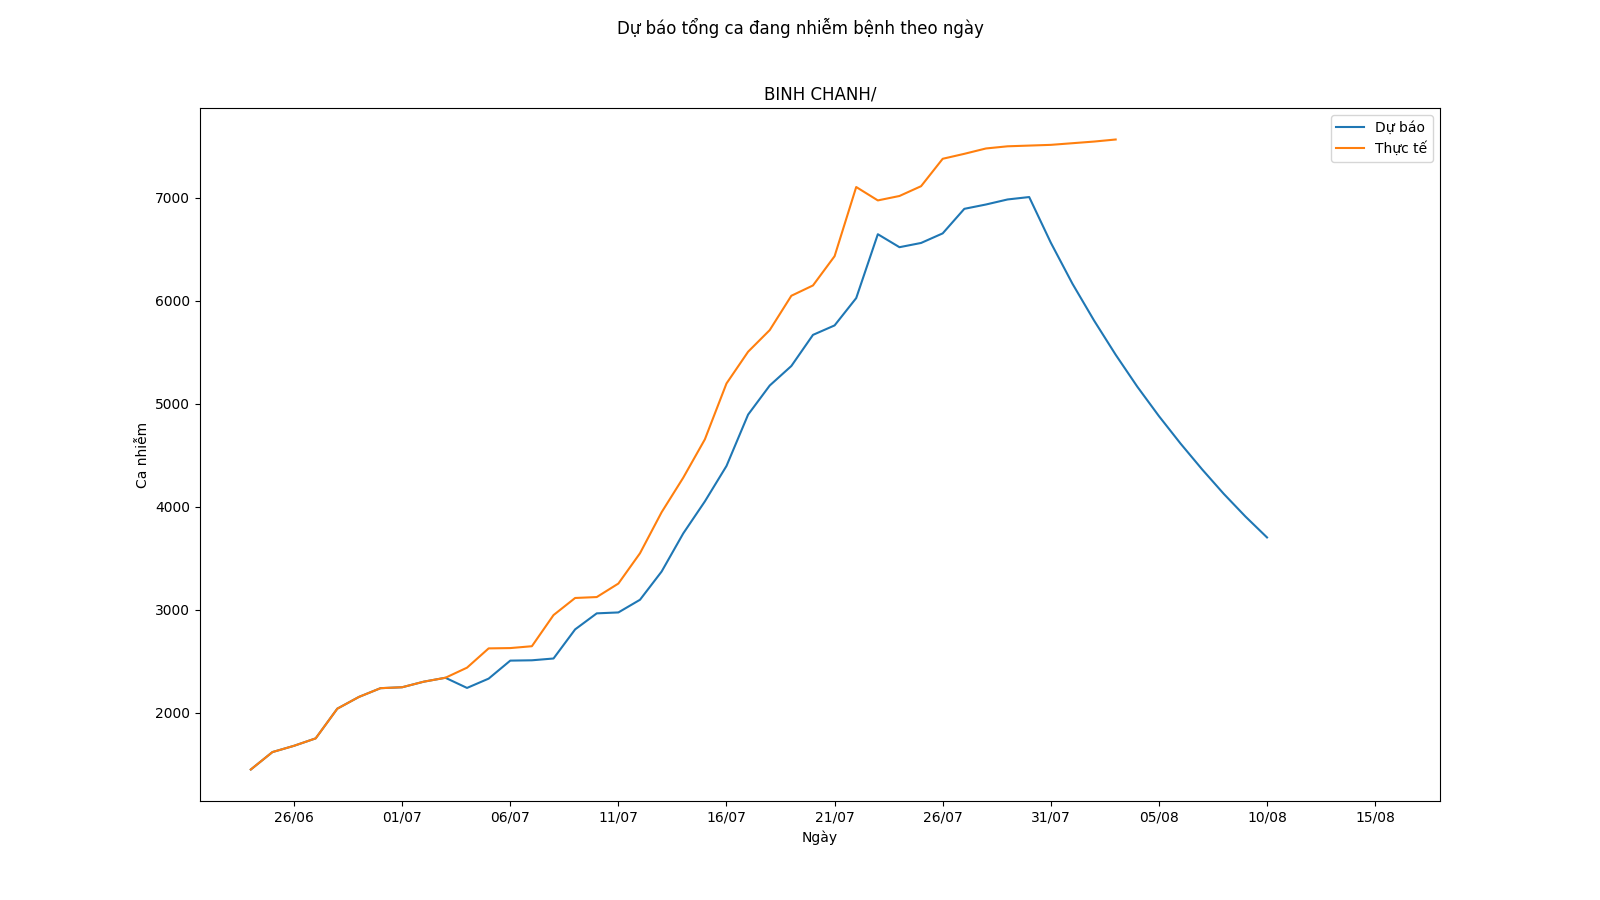 Dự báo tổng ca đang nhiễm bệnh theo ngày
BINH CHANH/
Dự báo
Thực tế
Ca nhiễm
7000
6000
5000
4000
3000
2000
26/06 01/07 06/07 11/07 16/07 21/07 26/07 31/07 05/08 10/08 15/08
Ngày